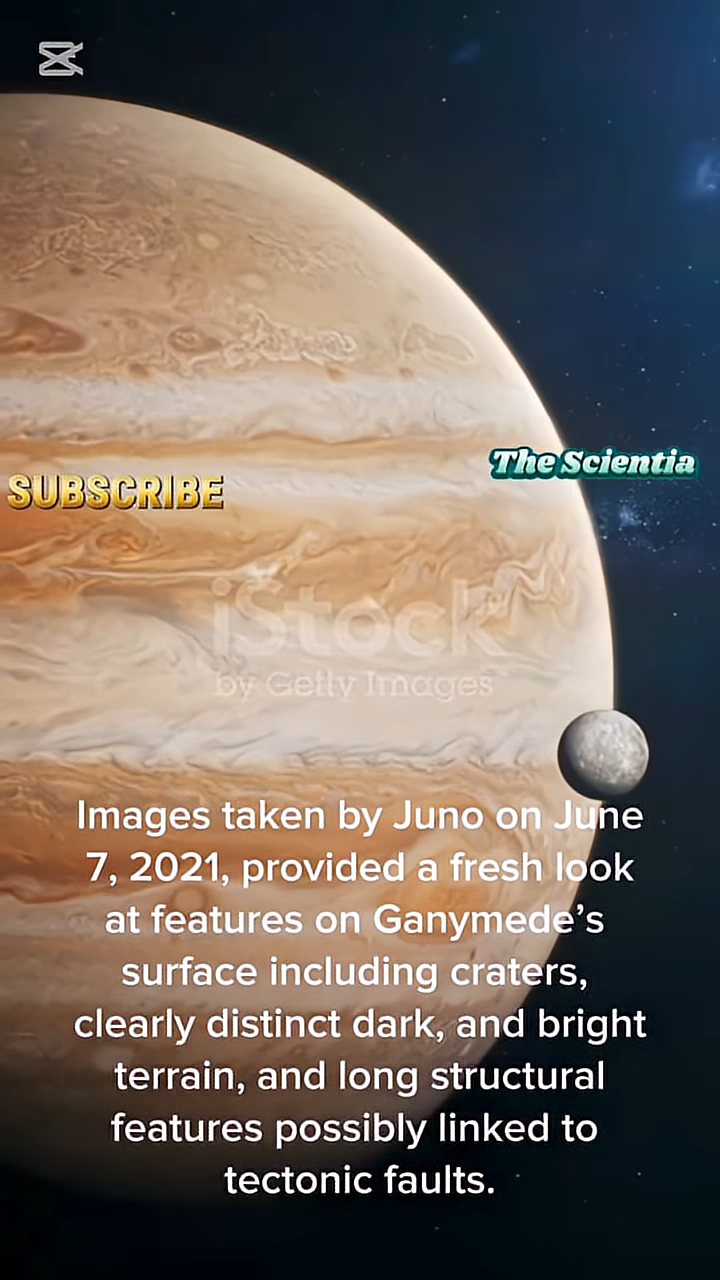 The Scientia
SUBSCRIBE
iStock
by Getty Images
Images taken by Juno on June
7, 2021, provided a fresh look
at features on Ganymede’s
surface including craters,
clearly distinct dark, and bright
terrain, and long structural
features possibly linked to
tectonic faults.